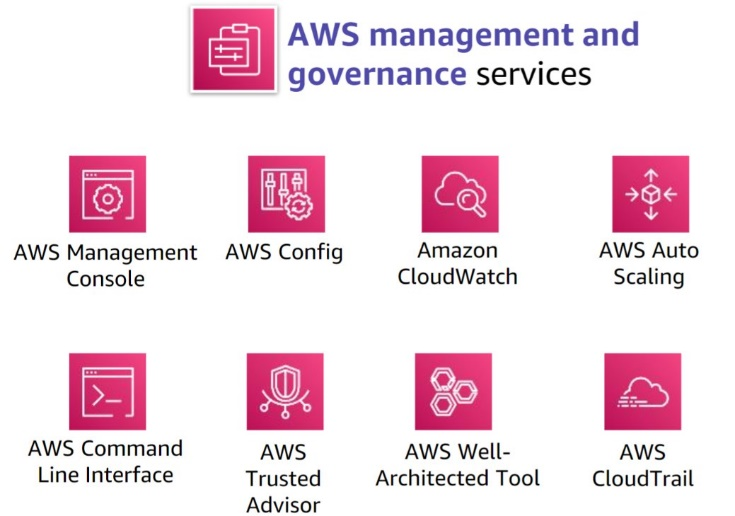 AWS management and
governance services
AWS Management
Console
AWS Config
Amazon
CloudWatch
AWS Auto
Scaling
AWS Command
Line Interface
AWS
Trusted
Advisor
AWS Well-
Architected Tool
AWS
CloudTrail